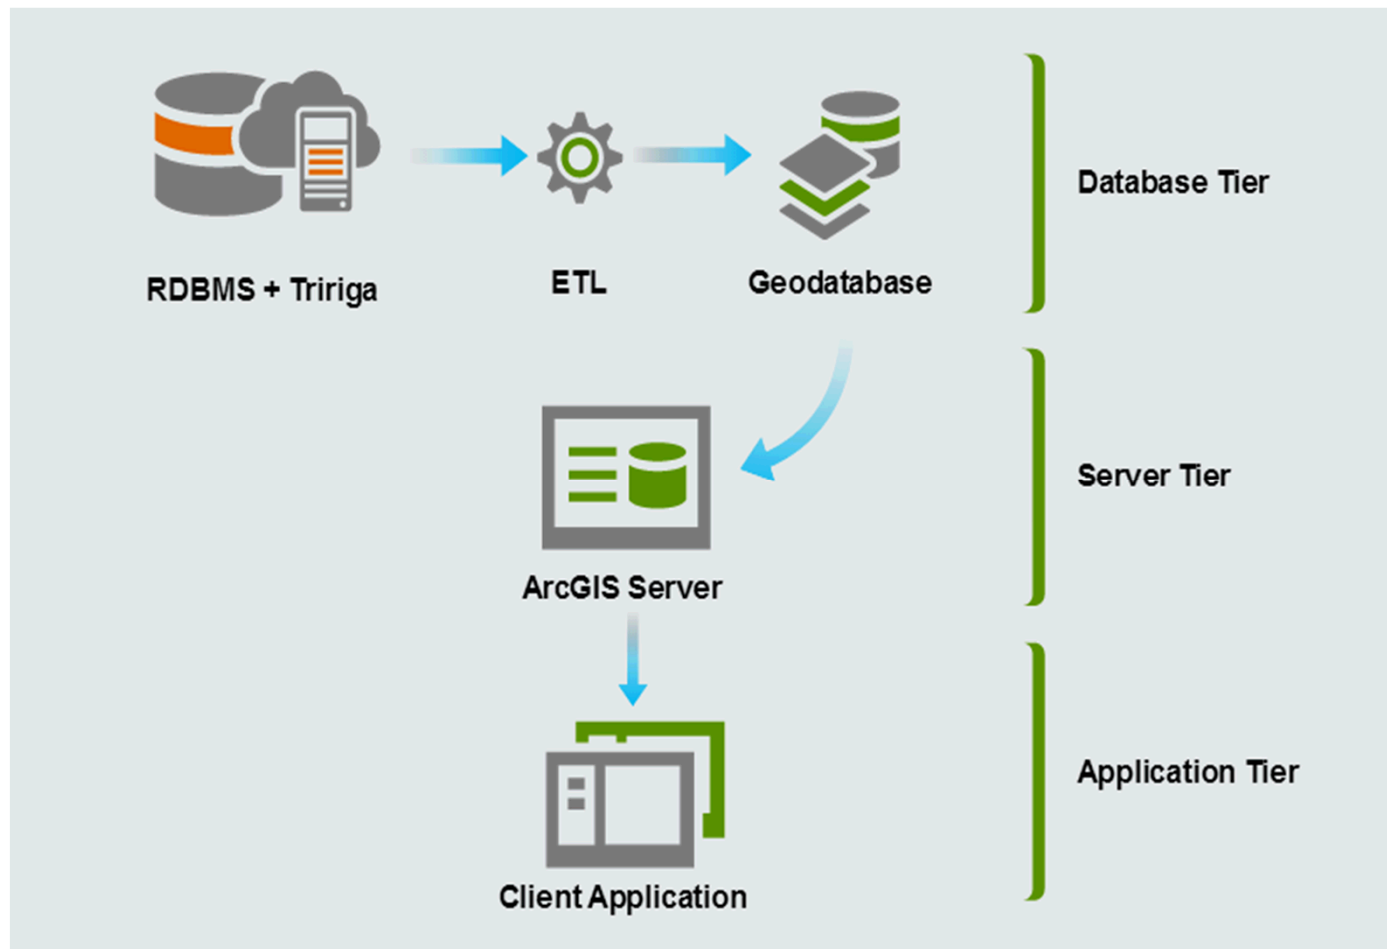 Database Tier
RDBMS + Tririga
ETL
Geodatabase
Server Tier
ArcGIS Server
Application Tier
Client Application